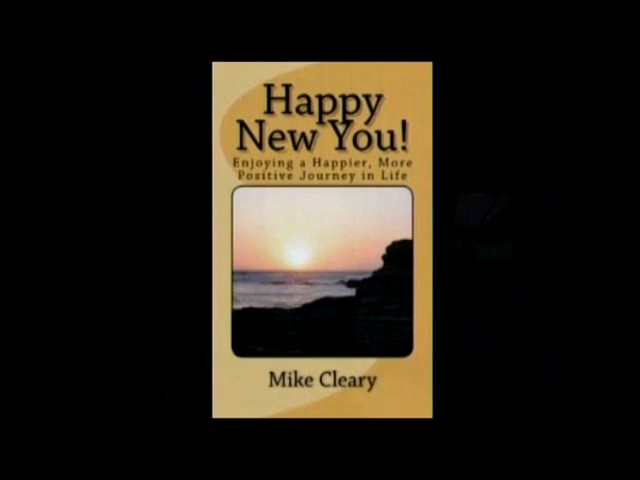 Happy
New You!
Enjoying a Happier, More
Positive Journey in Life
Mike Cleary